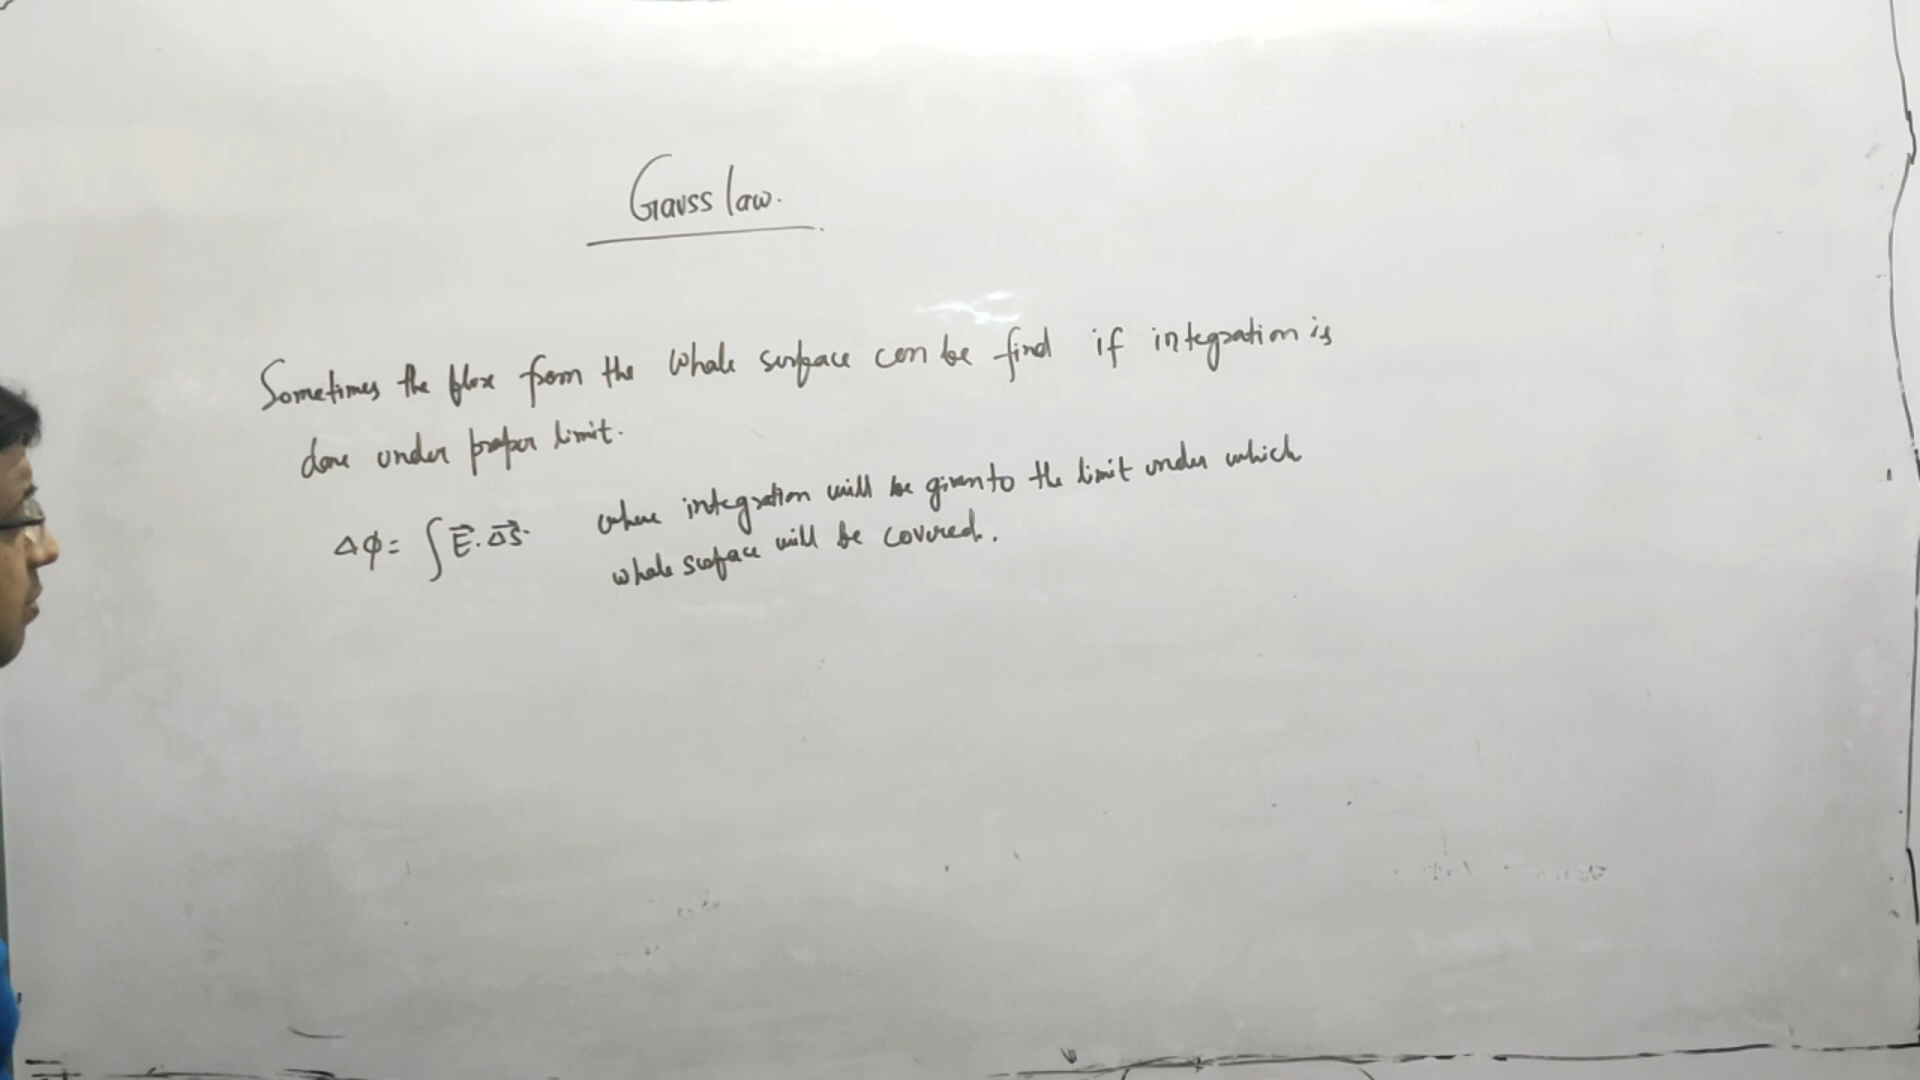 Gauss law.
Sometimes the flux from the whole surface can be find if integration is
done under proper limit.
Δφ = ∫ E⃗. Δ⃗S. where integration will be given to the limit under which
whole surface will be covered.